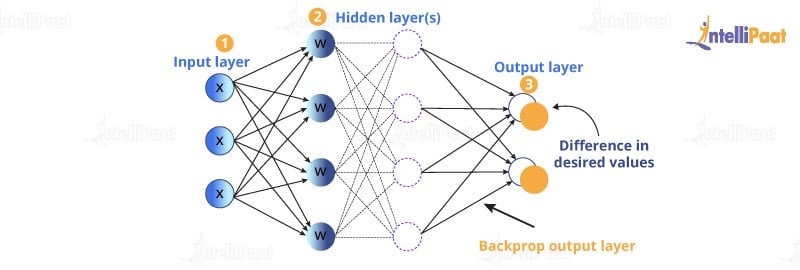 1
Input layer
2
Hidden layer(s)
X
X
X
W
W
W
W
Output layer
3
Difference in
desired values
Backprop output layer
IntelliPaat